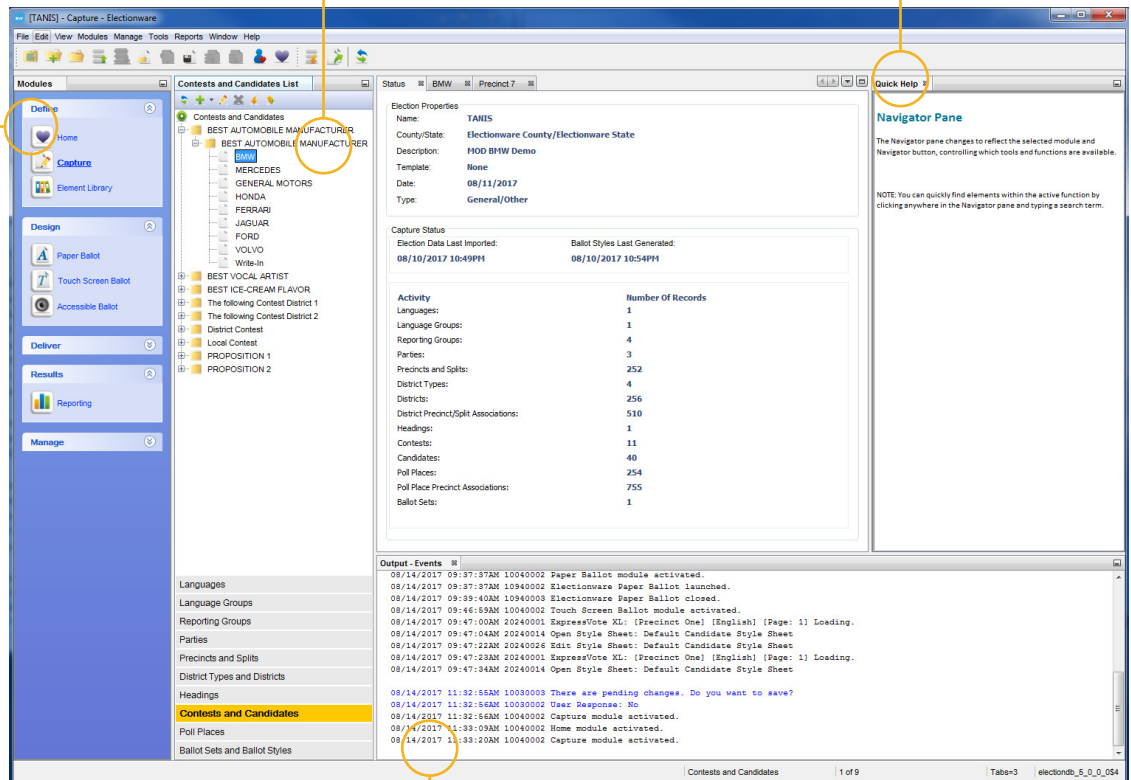 [TANIS] - Capture - Electionware
File Edit View Modules Manage Tools Reports Window Help
Modules
Define
Home
Capture
Element Library
Design
Paper Ballot
Touch Screen Ballot
Accessible Ballot
Deliver
Results
Reporting
Manage
Contests and Candidates List
Contests and Candidates
BEST AUTOMOBILE MANUFACTURER
BEST AUTOMOBILE MANUFACTURER
BMW
MERCEDES
GENERAL MOTORS
HONDA
FERRARI
JAGUAR
FORD
VOLVO
Write-In
BEST VOCAL ARTIST
BEST ICE-CREAM FLAVOR
The following Contest District 1
The following Contest District 2
District Contest
Local Contest
PROPOSITION 1
PROPOSITION 2
Languages
Language Groups
Reporting Groups
Parties
Precincts and Splits
District Types and Districts
Headings
Contests and Candidates
Poll Places
Ballot Sets and Ballot Styles
Status BMW Precinct 7
Election Properties
Name: TANIS
County/State: Electionware County/Electionware State
Description: MOD BMW Demo
Template: None
Date: 08/11/2017
Type: General/Other
Capture Status
Election Data Last Imported: Ballot Styles Last Generated:
08/10/2017 10:49PM 08/10/2017 10:54PM
Activity Number Of Records
Languages: 1
Language Groups: 1
Reporting Groups: 4
Parties: 3
Precincts and Splits: 252
District Types: 4
Districts: 256
District Precinct/Split Associations: 510
Headings: 1
Contests: 11
Candidates: 40
Poll Places: 254
Poll Place Precinct Associations: 755
Ballot Sets: 1
Quick Help
Navigator Pane
The Navigator pane changes to reflect the selected module and
Navigator button, controlling which tools and functions are available.
NOTE: You can quickly find elements within the active function by
clicking anywhere in the Navigator pane and typing a search term.
Output - Events
08/14/2017 09:37:37AM 10040002 Paper Ballot module activated.
08/14/2017 09:37:37AM 10940002 Electionware Paper Ballot launched.
08/14/2017 09:39:40AM 10940003 Electionware Paper Ballot closed.
08/14/2017 09:46:59AM 10040002 Touch Screen Ballot module activated.
08/14/2017 09:47:00AM 20240001 ExpressVote XL: [Precinct One] [English] [Page: 1] Loading.
08/14/2017 09:47:04AM 20240014 Open Style Sheet: Default Candidate Style Sheet
08/14/2017 09:47:22AM 20240026 Edit Style Sheet: Default Candidate Style Sheet
08/14/2017 09:47:23AM 20240001 ExpressVote XL: [Precinct One] [English] [Page: 1] Loading.
08/14/2017 09:47:34AM 20240014 Open Style Sheet: Default Candidate Style Sheet
08/14/2017 11:32:55AM 10030003 There are pending changes. Do you want to save?
08/14/2017 11:32:56AM 10030002 User Response: No
08/14/2017 11:32:56AM 10040002 Capture module activated.
08/14/2017 11:33:09AM 10040002 Home module activated.
08/14/2017 11:33:20AM 10040002 Capture module activated.
Contests and Candidates 1 of 9 Tabs=3 electiondb_5_0_0_0$4